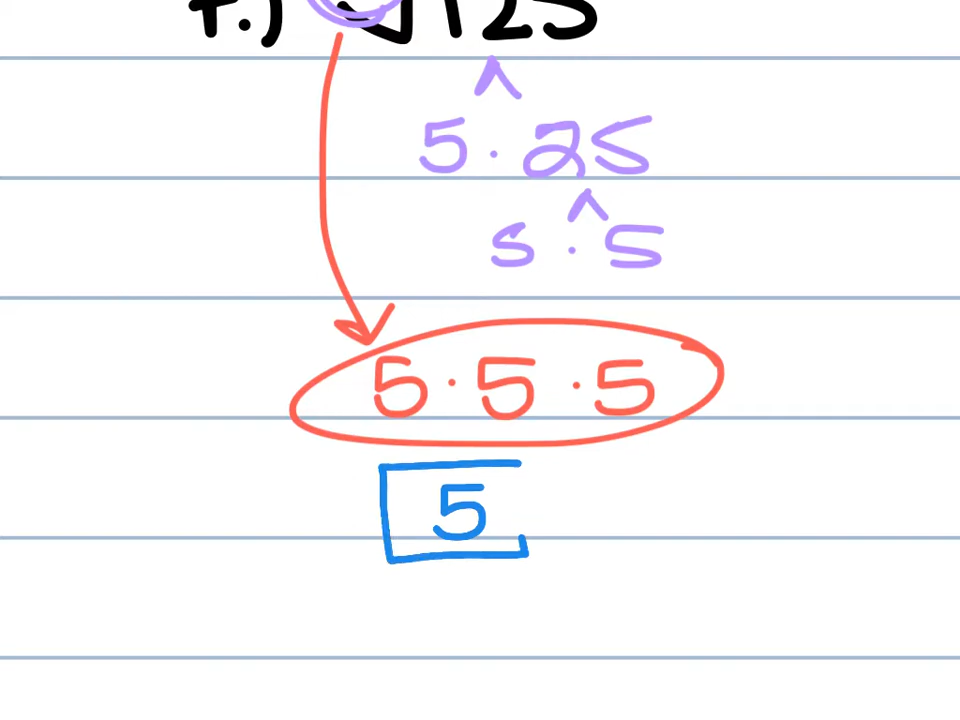 √125
5 · 25
5 · 5
5 · 5 · 5
5